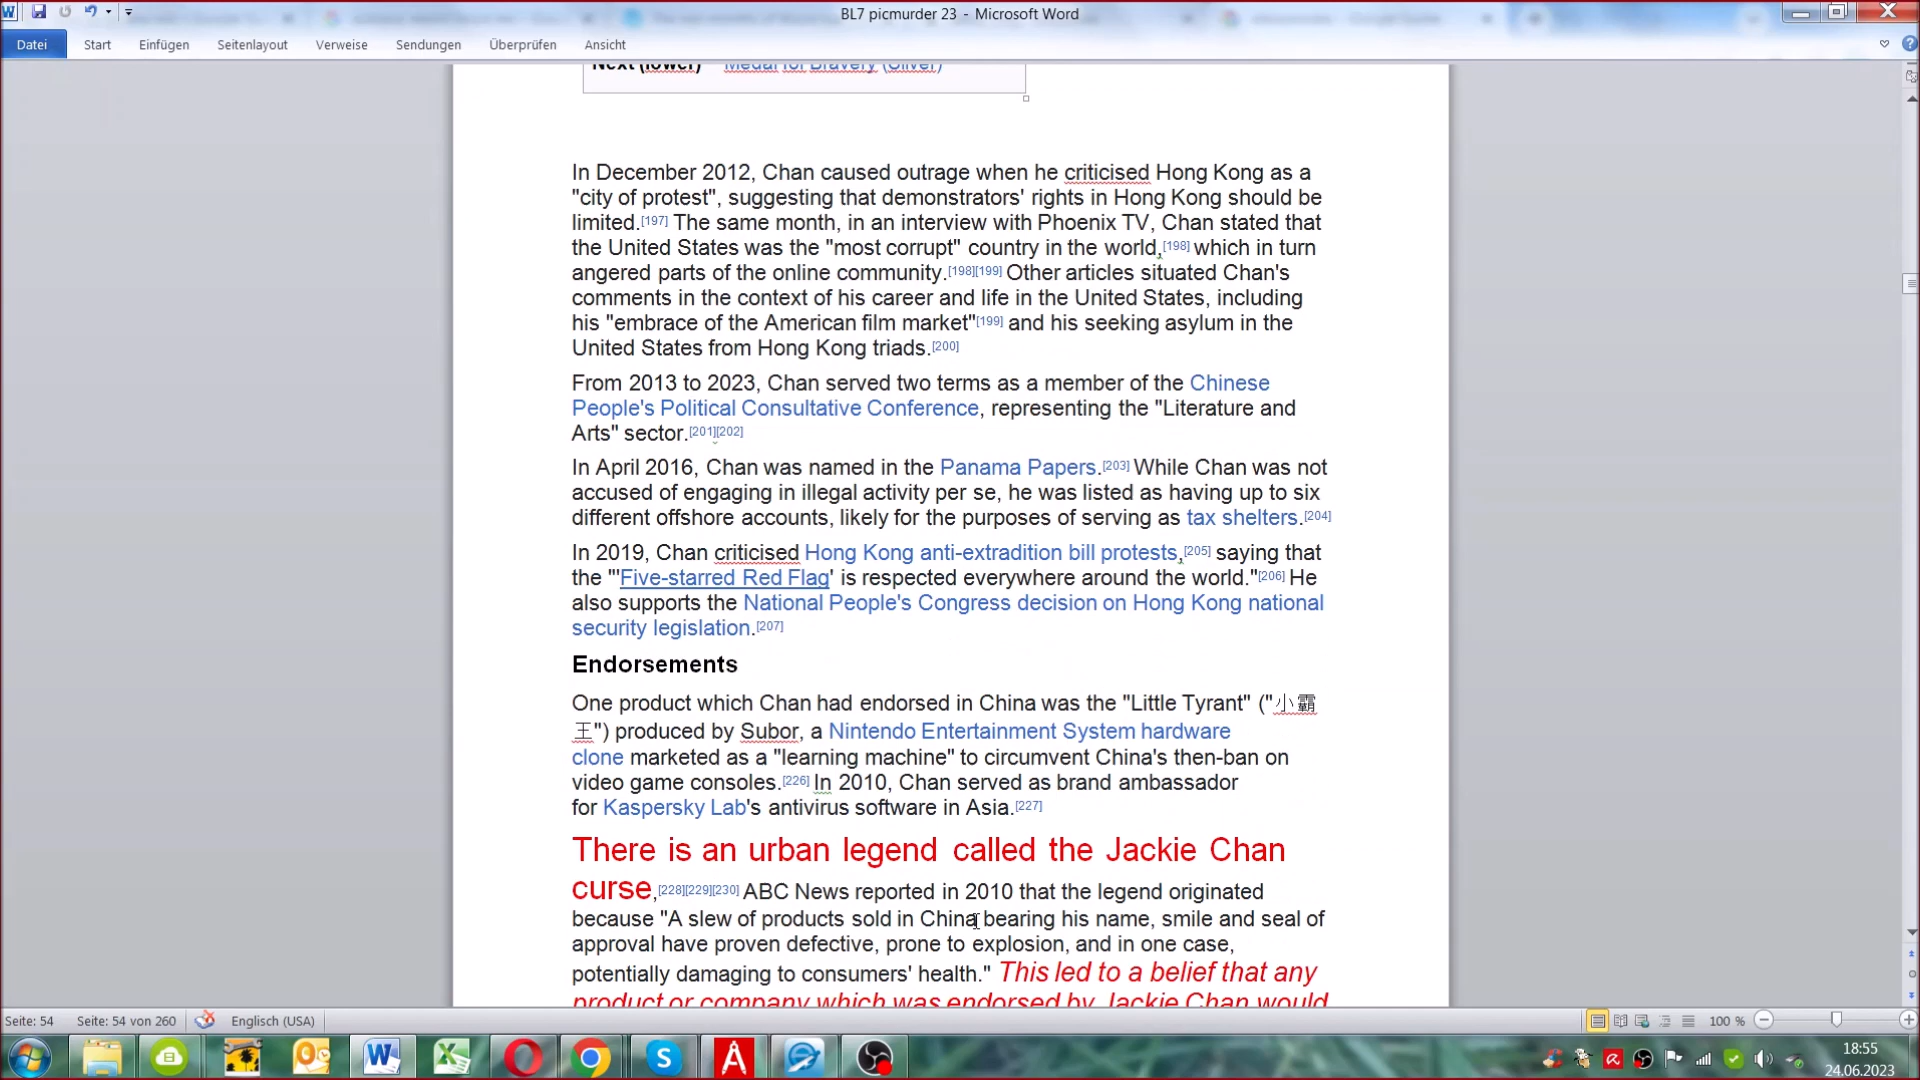 BL7 picmurder 23 - Microsoft Word
Datei Start Einfügen Seitenlayout Verweise Sendungen Überprüfen Ansicht
Next (lower) Medal for Bravery (Silver)
In December 2012, Chan caused outrage when he criticised Hong Kong as a
"city of protest", suggesting that demonstrators' rights in Hong Kong should be
limited.[197] The same month, in an interview with Phoenix TV, Chan stated that
the United States was the "most corrupt" country in the world,[198] which in turn
angered parts of the online community.[198][199] Other articles situated Chan's
comments in the context of his career and life in the United States, including
his "embrace of the American film market"[199] and his seeking asylum in the
United States from Hong Kong triads.[200]
From 2013 to 2023, Chan served two terms as a member of the Chinese
People's Political Consultative Conference, representing the "Literature and
Arts" sector.[201][202]
In April 2016, Chan was named in the Panama Papers.[203] While Chan was not
accused of engaging in illegal activity per se, he was listed as having up to six
different offshore accounts, likely for the purposes of serving as tax shelters.[204]
In 2019, Chan criticised Hong Kong anti-extradition bill protests,[205] saying that
the "'Five-starred Red Flag' is respected everywhere around the world."[206] He
also supports the National People's Congress decision on Hong Kong national
security legislation.[207]
Endorsements
One product which Chan had endorsed in China was the "Little Tyrant" ("小霸
王") produced by Subor, a Nintendo Entertainment System hardware
clone marketed as a "learning machine" to circumvent China's then-ban on
video game consoles.[226] In 2010, Chan served as brand ambassador
for Kaspersky Lab's antivirus software in Asia.[227]
There is an urban legend called the Jackie Chan
curse,[228][229][230] ABC News reported in 2010 that the legend originated
because "A slew of products sold in China bearing his name, smile and seal of
approval have proven defective, prone to explosion, and in one case,
potentially damaging to consumers' health." This led to a belief that any
product or company which was endorsed by Jackie Chan would
Seite: 54 Seite: 54 von 260 Englisch (USA) 100 %
18:55
24.06.2023